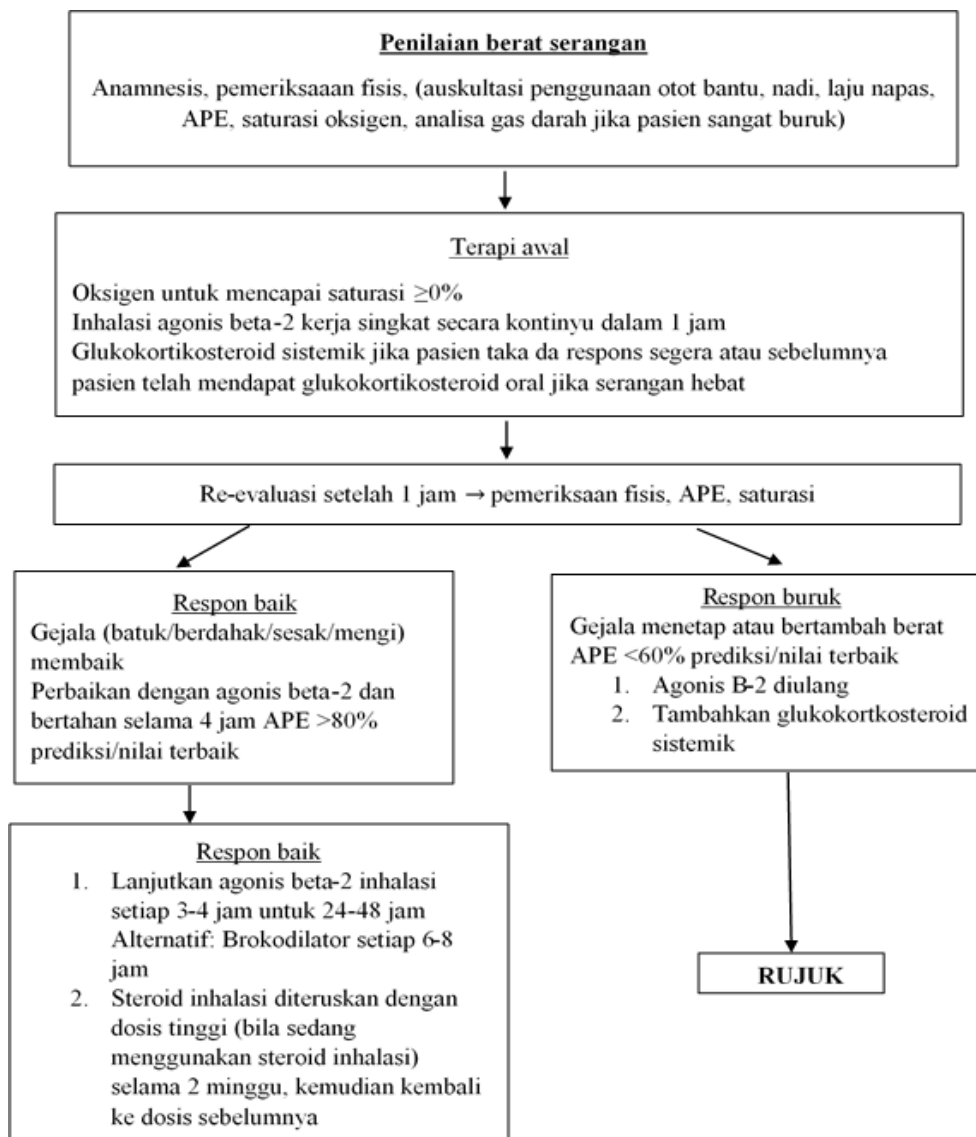 Penilaian berat serangan
Anamnesis, pemeriksaaan fisis, (auskultasi penggunaan otot bantu, nadi, laju napas,
APE, saturasi oksigen, analisa gas darah jika pasien sangat buruk)
Terapi awal
Oksigen untuk mencapai saturasi ≥0%
Inhalasi agonis beta-2 kerja singkat secara kontinyu dalam 1 jam
Glukokortikosteroid sistemik jika pasien taka da respons segera atau sebelumnya
pasien telah mendapat glukokortikosteroid oral jika serangan hebat
Re-evaluasi setelah 1 jam → pemeriksaan fisis, APE, saturasi
Respon baik
Gejala (batuk/berdahak/sesak/mengi)
membaik
Perbaikan dengan agonis beta-2 dan
bertahan selama 4 jam APE >80%
prediksi/nilai terbaik
Respon buruk
Gejala menetap atau bertambah berat
APE <60% prediksi/nilai terbaik
1. Agonis B-2 diulang
2. Tambahkan glukokortkosteroid
sistemik
Respon baik
1. Lanjutkan agonis beta-2 inhalasi
setiap 3-4 jam untuk 24-48 jam
Alternatif: Brokodilator setiap 6-8
jam
2. Steroid inhalasi diteruskan dengan
dosis tinggi (bila sedang
menggunakan steroid inhalasi)
selama 2 minggu, kemudian kembali
ke dosis sebelumnya
RUJUK